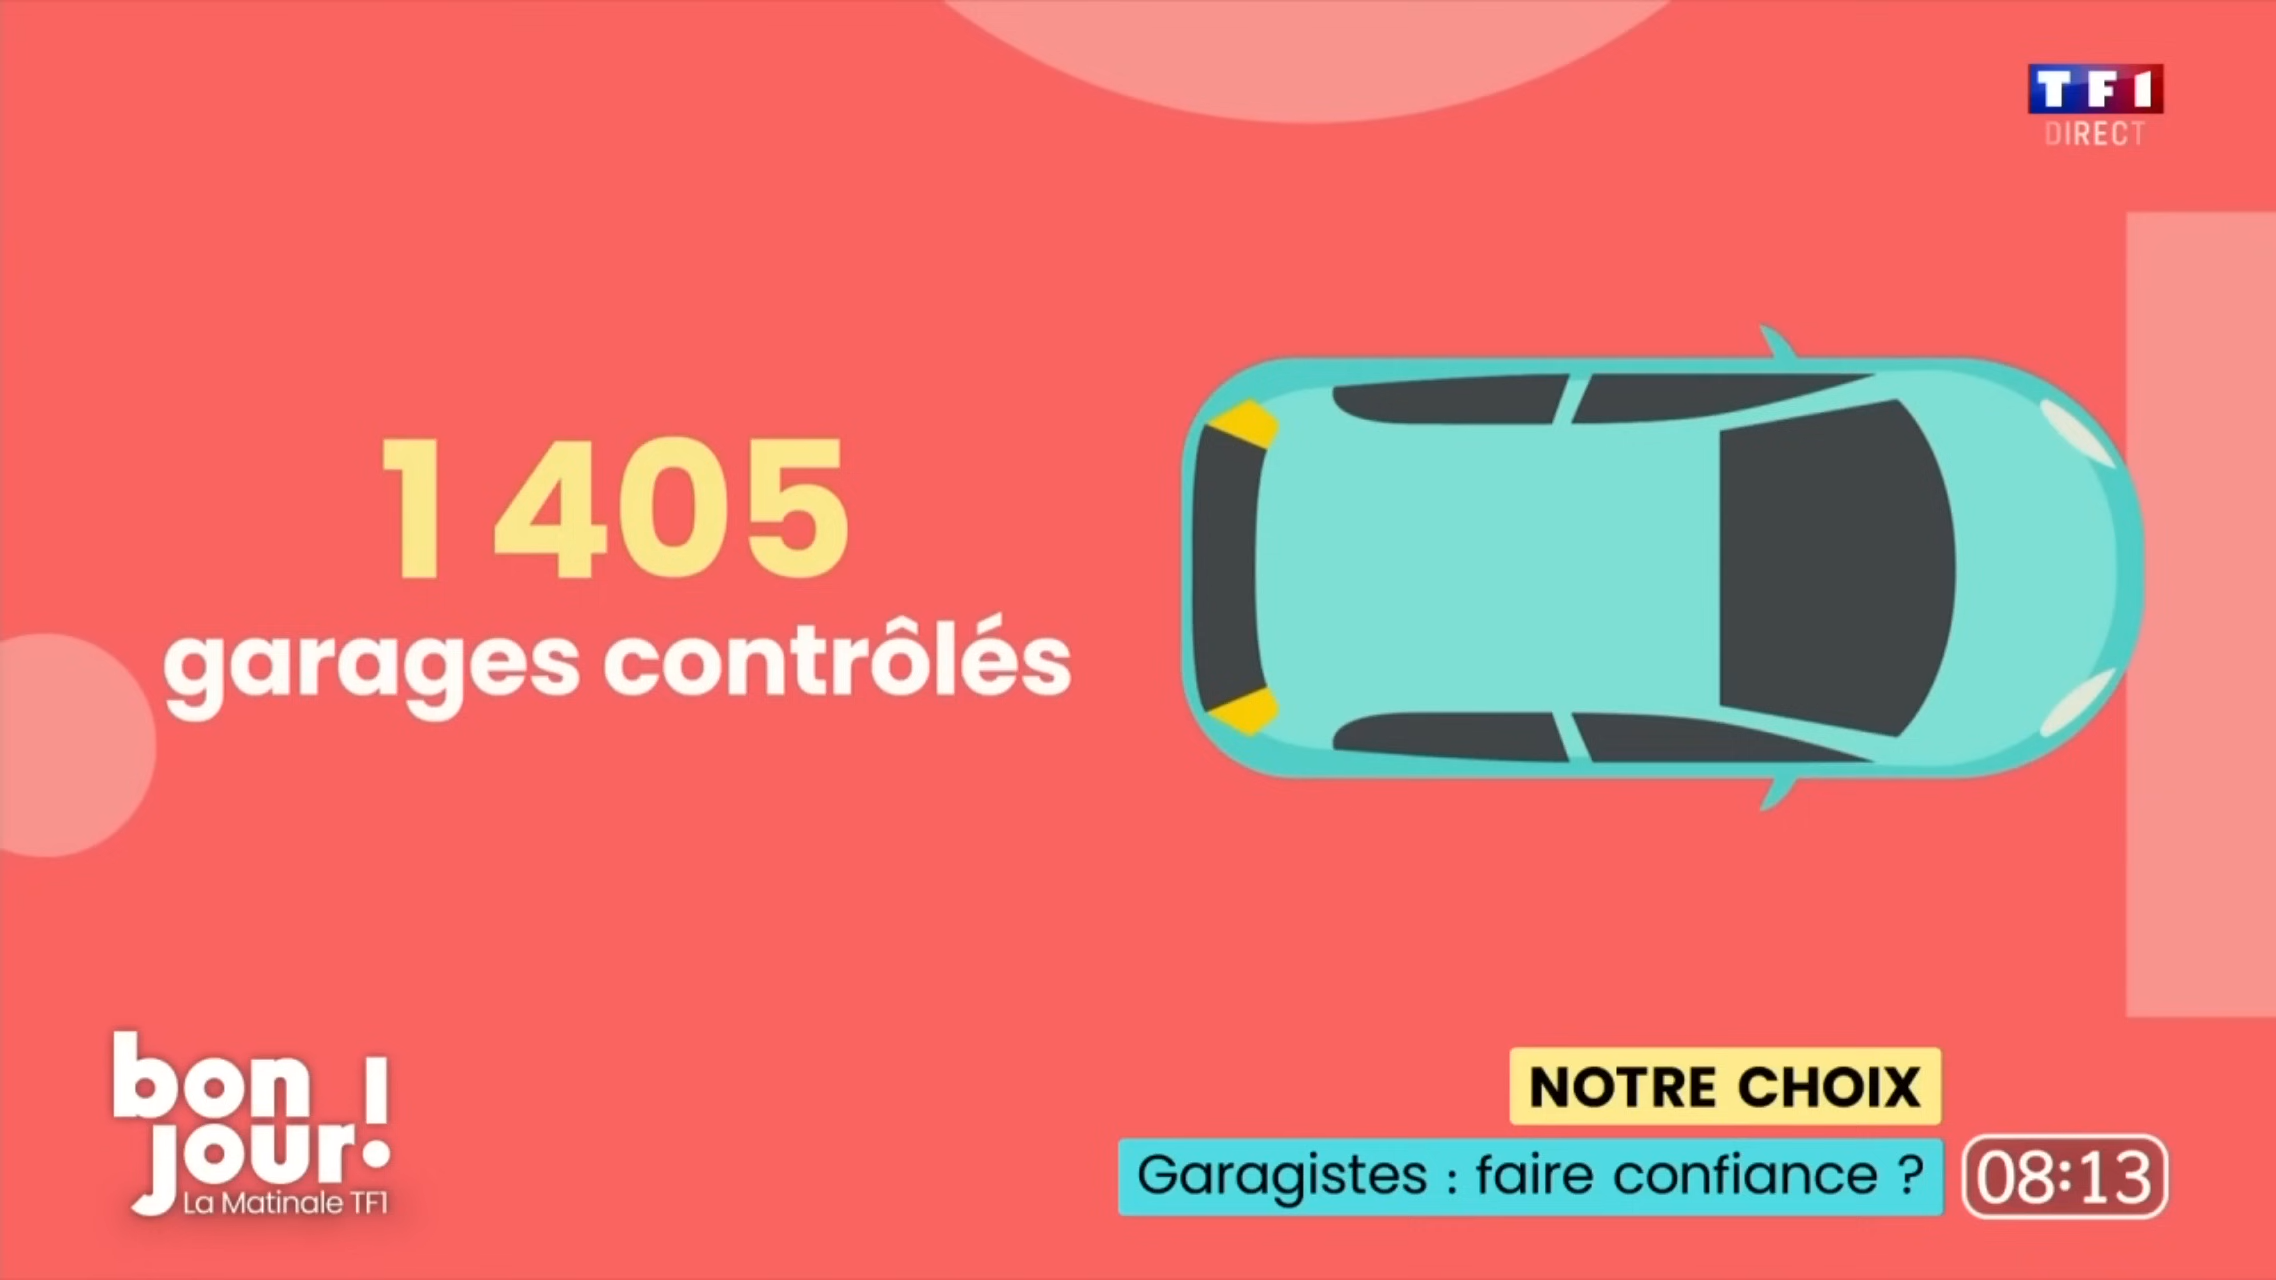 TF1
DIRECT
1 405
garages contrôlés
bon
jour!
La Matinale TF1
NOTRE CHOIX
Garagistes : faire confiance ?
08:13